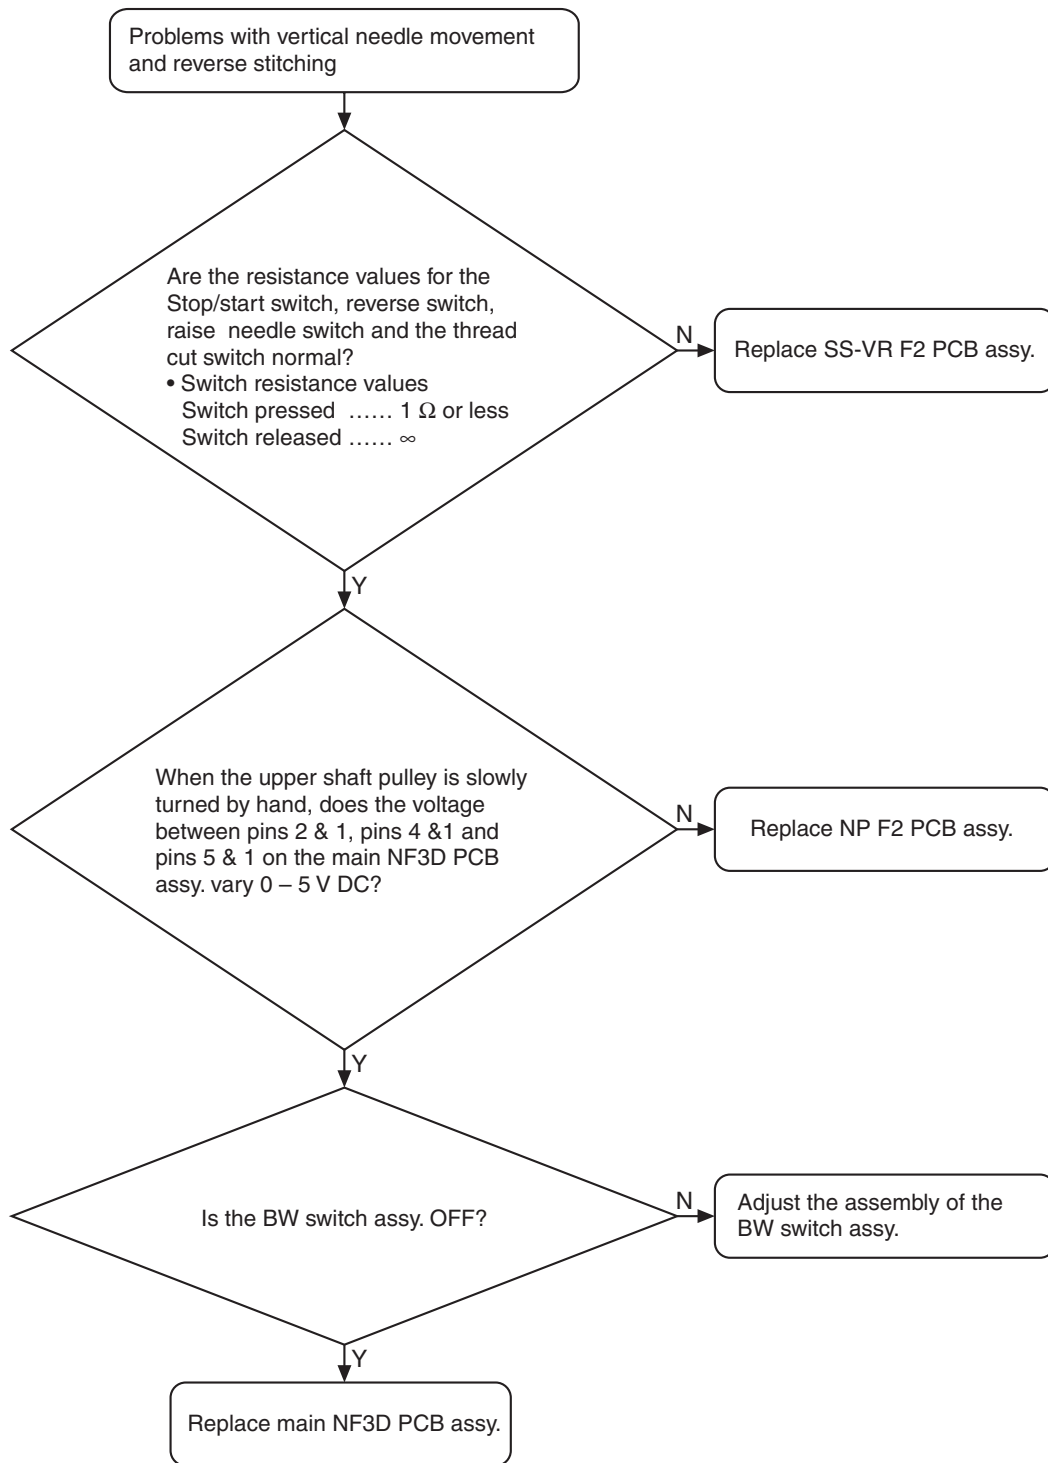 Problems with vertical needle movement
and reverse stitching
Are the resistance values for the
Stop/start switch, reverse switch,
raise needle switch and the thread
cut switch normal?
• Switch resistance values
Switch pressed …… 1 Ω or less
Switch released …… ∞
N
Replace SS-VR F2 PCB assy.
Y
When the upper shaft pulley is slowly
turned by hand, does the voltage
between pins 2 & 1, pins 4 &1 and
pins 5 & 1 on the main NF3D PCB
assy. vary 0 – 5 V DC?
N
Replace NP F2 PCB assy.
Y
Is the BW switch assy. OFF?
N
Adjust the assembly of the
BW switch assy.
Y
Replace main NF3D PCB assy.